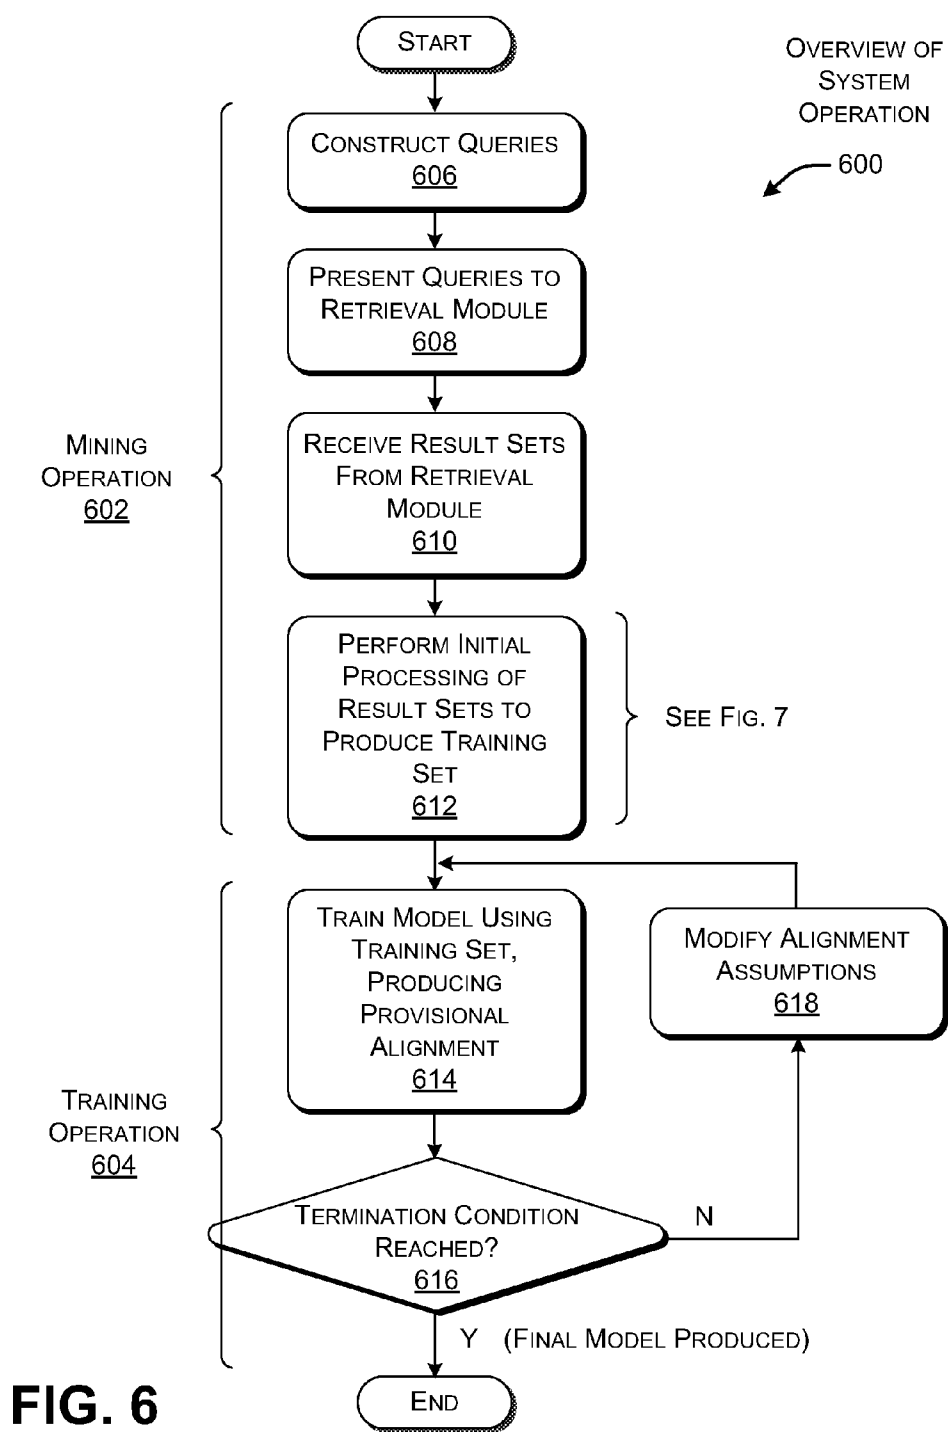 START
OVERVIEW OF
SYSTEM
OPERATION
600
CONSTRUCT QUERIES
606
PRESENT QUERIES TO
RETRIEVAL MODULE
608
MINING
OPERATION
602
RECEIVE RESULT SETS
FROM RETRIEVAL
MODULE
610
PERFORM INITIAL
PROCESSING OF
RESULT SETS TO
PRODUCE TRAINING
SET
612
SEE FIG. 7
TRAIN MODEL USING
TRAINING SET,
PRODUCING
PROVISIONAL
ALIGNMENT
614
MODIFY ALIGNMENT
ASSUMPTIONS
618
TRAINING
OPERATION
604
TERMINATION CONDITION
REACHED?
616
N
Y (FINAL MODEL PRODUCED)
END
FIG. 6